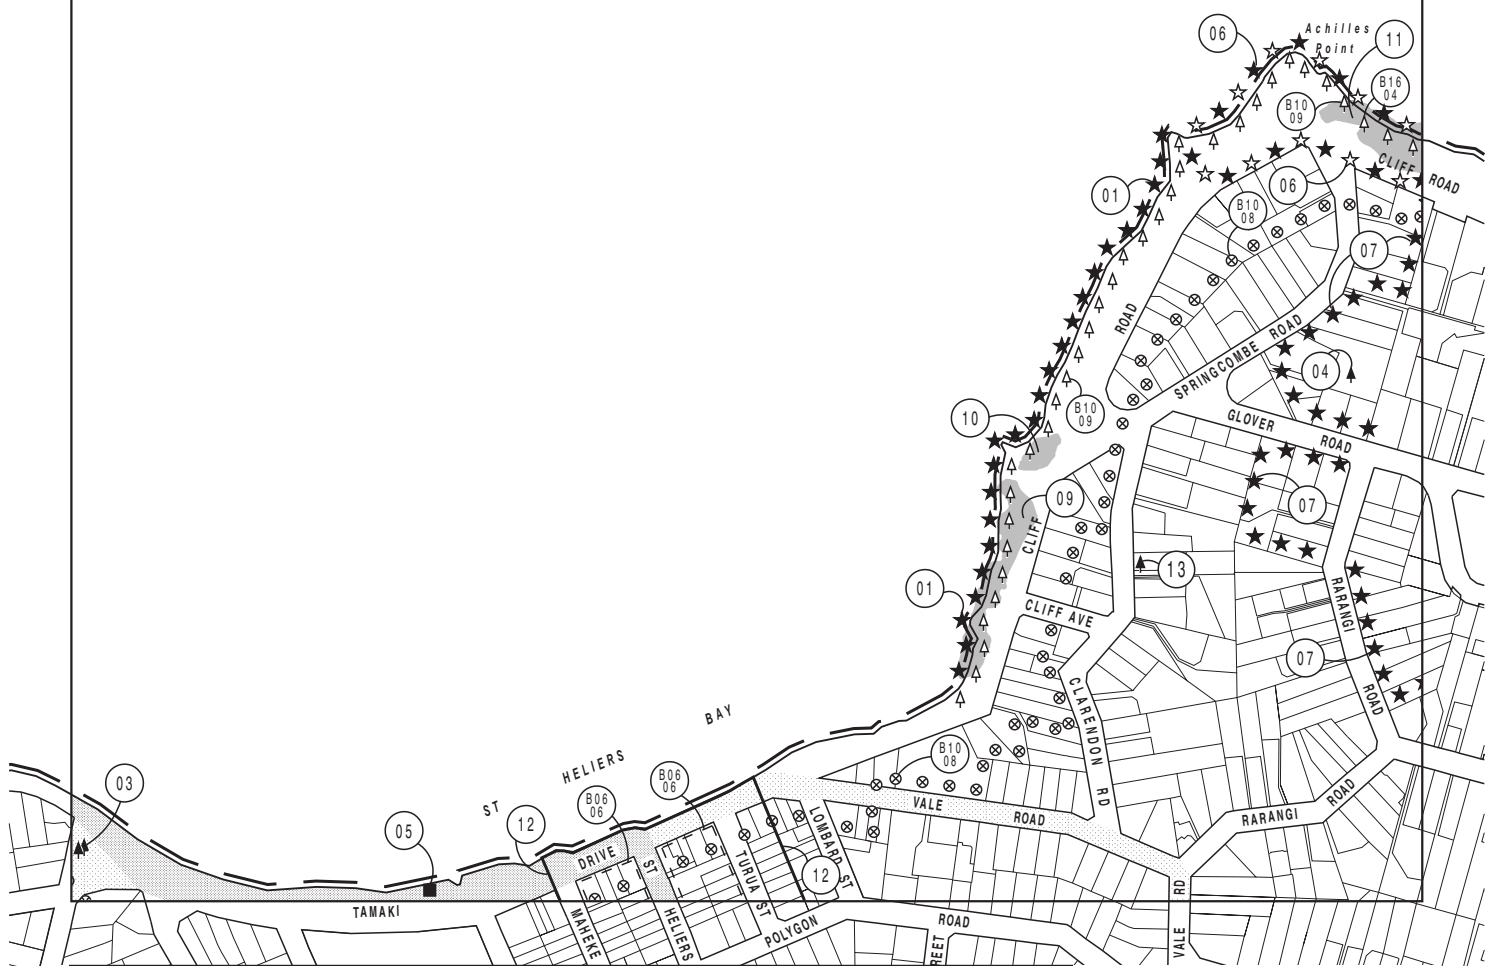 Achilles
Point
06
11
B16
04
B10
09
CLIFF ROAD
01
06
B10
08
07
ROAD
SPRINGCOMBE ROAD
04
GLOVER ROAD
10
B10
09
09
CLIFF
07
13
01
CLIFF AVE
RARANGI
ROAD
07
CLARENDON RD
BAY
HELIERS
ST
B10
08
VALE ROAD
RARANGI ROAD
03
05
12
B06
06
B06
06
DRIVE
ST
LOMBARD ST
TURUA ST
12
TAMAKI
MAHEKE
HELIERS
POLYGON
ROAD
REET
VALE RD